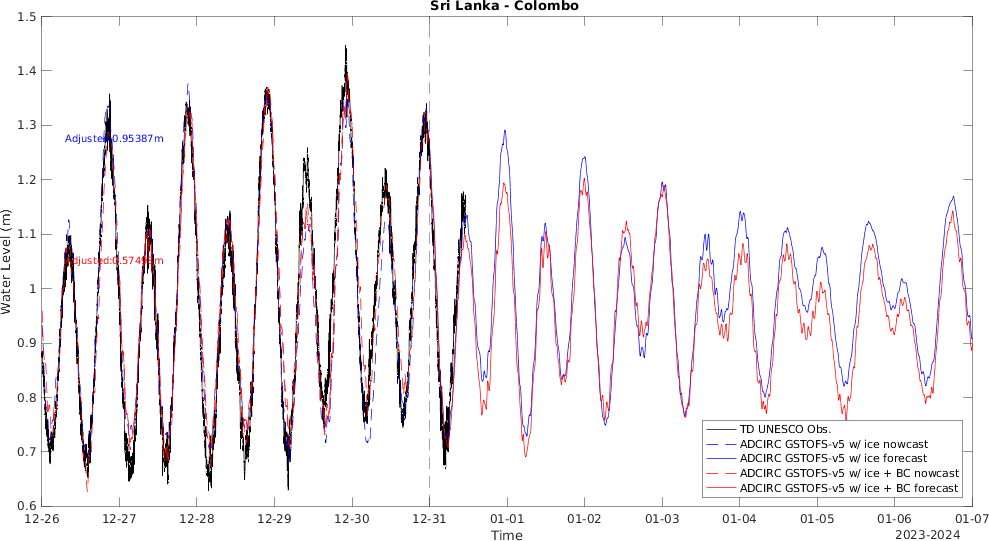 Sri Lanka - Colombo
Water Level (m)
1.5
1.4
1.3
1.2
1.1
1
0.9
0.8
0.7
0.6
Adjusted:0.95387m
12-26
12-27
12-28
12-29
12-30
12-31
01-01
01-02
01-03
01-04
01-05
01-06
01-07
Time
2023-2024
TD UNESCO Obs.
ADCIRC GSTOFS-v5 w/ ice nowcast
ADCIRC GSTOFS-v5 w/ ice forecast
ADCIRC GSTOFS-v5 w/ ice + BC nowcast
ADCIRC GSTOFS-v5 w/ ice + BC forecast